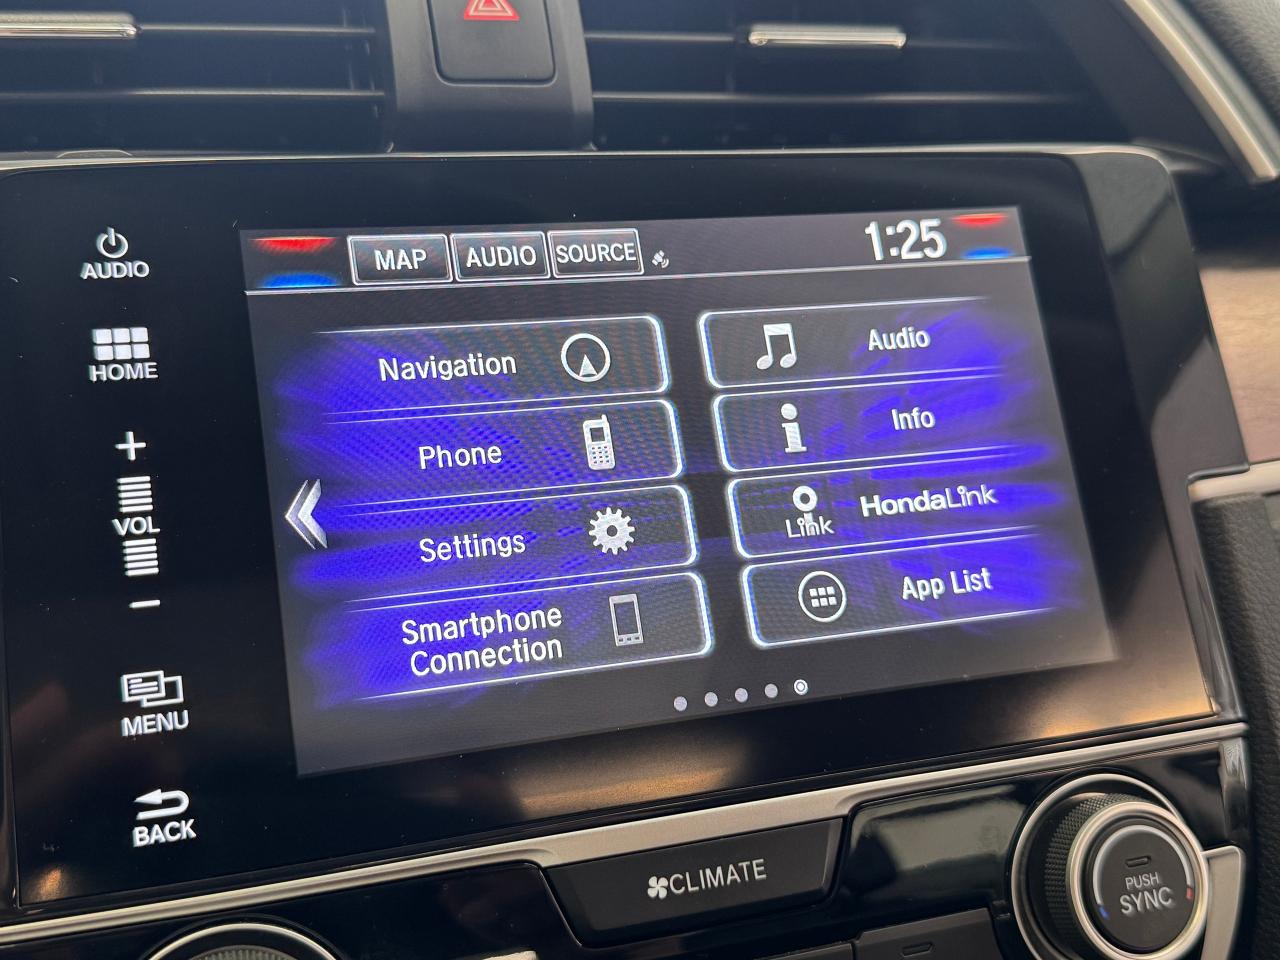 AUDIO
HOME
VOL
MENU
BACK
MAP
AUDIO
SOURCE
1:25
Navigation
Phone
Settings
Smartphone
Connection
Audio
Info
Link
HondaLink
App List
CLIMATE
PUSH
SYNC